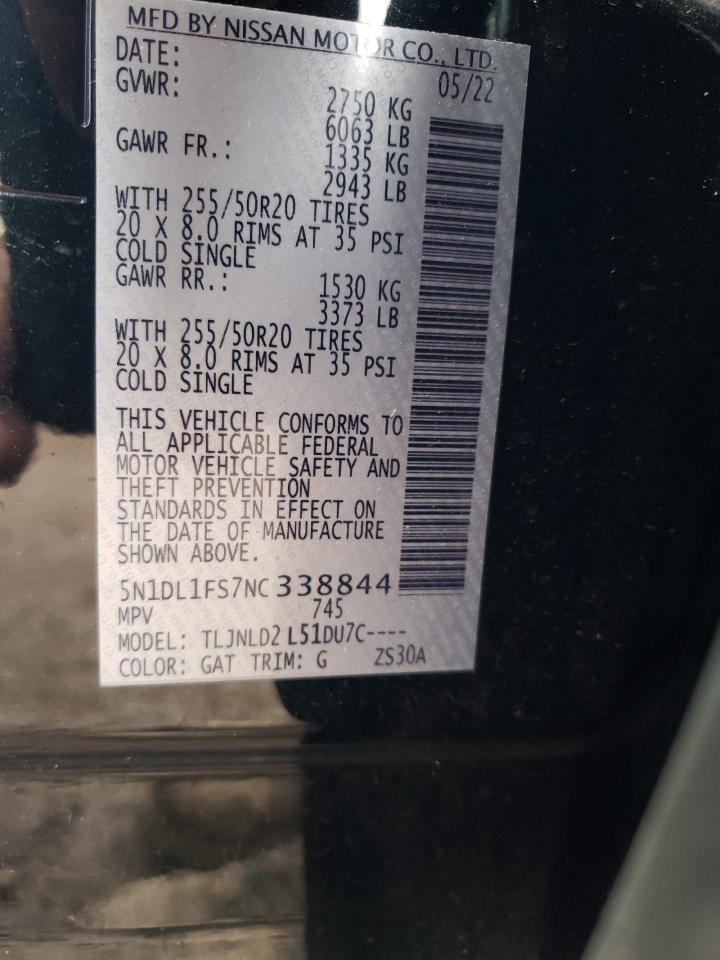 MFD BY NISSAN MOTOR CO., LTD.
DATE: 05/22
GVWR: 2750 KG
6063 LB
GAWR FR.: 1335 KG
2943 LB
WITH 255/50R20 TIRES
20 X 8.0 RIMS AT 35 PSI
COLD SINGLE
GAWR RR.: 1530 KG
3373 LB
WITH 255/50R20 TIRES
20 X 8.0 RIMS AT 35 PSI
COLD SINGLE
THIS VEHICLE CONFORMS TO
ALL APPLICABLE FEDERAL
MOTOR VEHICLE SAFETY AND
THEFT PREVENTION
STANDARDS IN EFFECT ON
THE DATE OF MANUFACTURE
SHOWN ABOVE.
5N1DL1FS7NC338844
MPV 745
MODEL: TLJNLD2 L51DU7C----
COLOR: GAT TRIM: G ZS30A